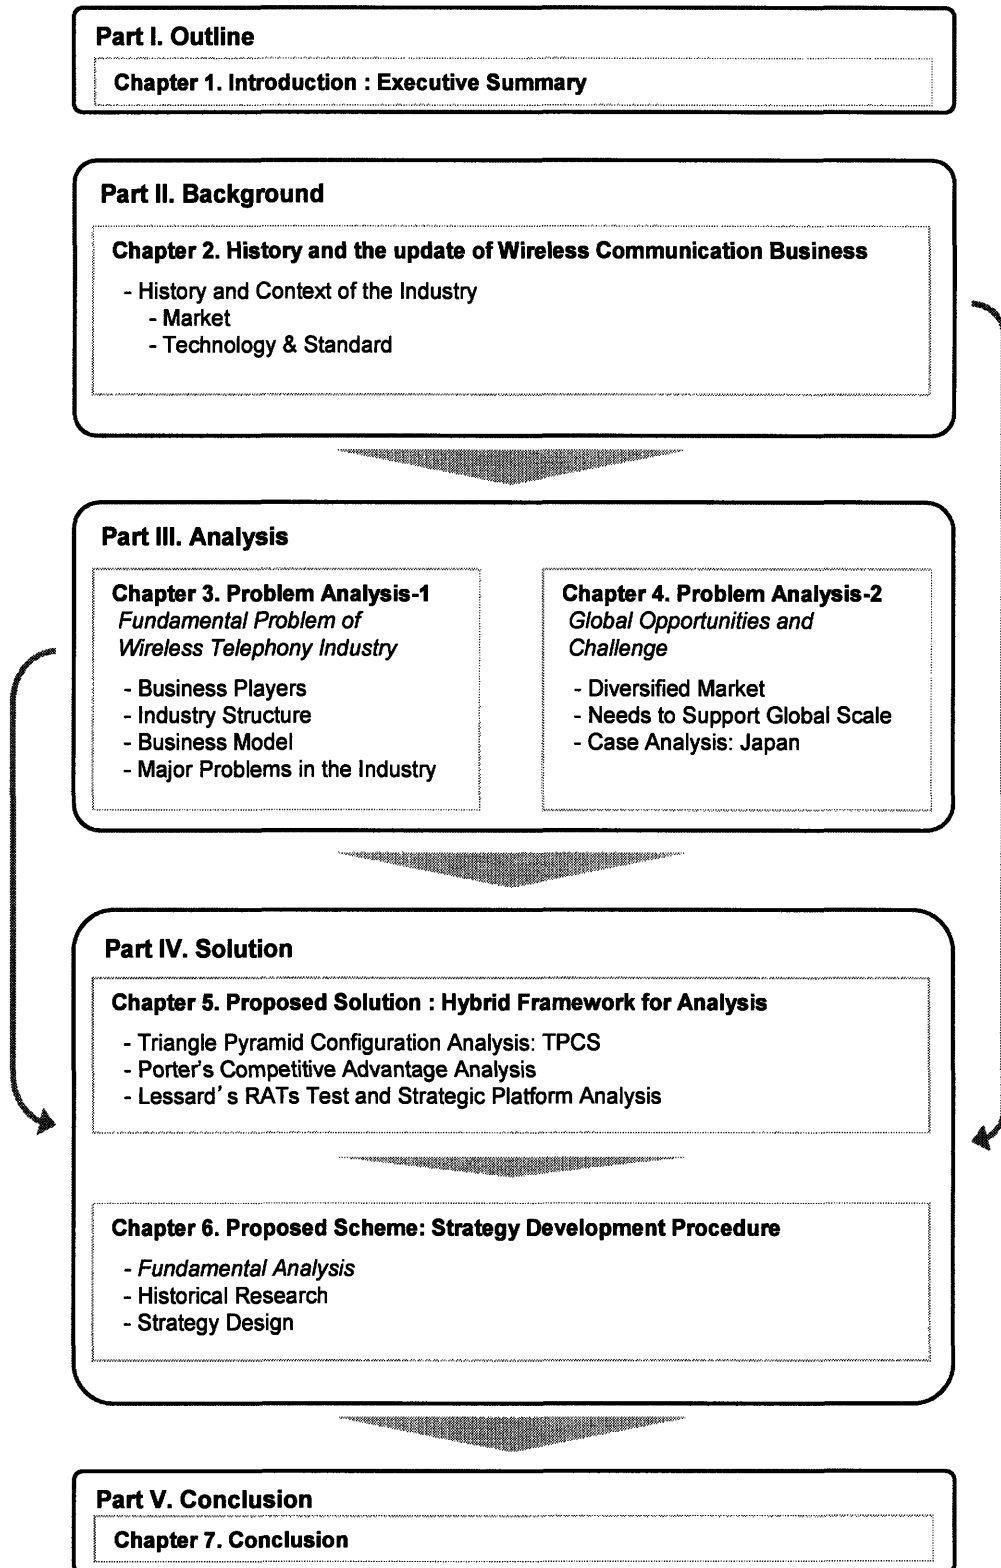 Part I. Outline
Chapter 1. Introduction : Executive Summary
Part II. Background
Chapter 2. History and the update of Wireless Communication Business
- History and Context of the Industry
- Market
- Technology & Standard
Part III. Analysis
Chapter 3. Problem Analysis-1
Fundamental Problem of
Wireless Telephony Industry
- Business Players
- Industry Structure
- Business Model
- Major Problems in the Industry
Chapter 4. Problem Analysis-2
Global Opportunities and
Challenge
- Diversified Market
- Needs to Support Global Scale
- Case Analysis: Japan
Part IV. Solution
Chapter 5. Proposed Solution : Hybrid Framework for Analysis
- Triangle Pyramid Configuration Analysis: TPCS
- Porter's Competitive Advantage Analysis
- Lessard's RATs Test and Strategic Platform Analysis
Chapter 6. Proposed Scheme: Strategy Development Procedure
- Fundamental Analysis
- Historical Research
- Strategy Design
Part V. Conclusion
Chapter 7. Conclusion